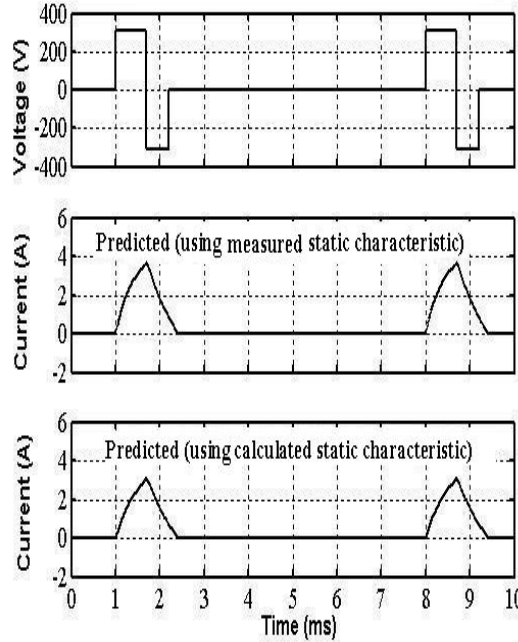 400
200
0
-200
-400
Voltage (V)
6
4
2
0
-2
Current (A)
Predicted (using measured static characteristic)
6
4
2
0
-2
Current (A)
Predicted (using calculated static characteristic)
0 1 2 3 4 5 6 7 8 9 10
Time (ms)